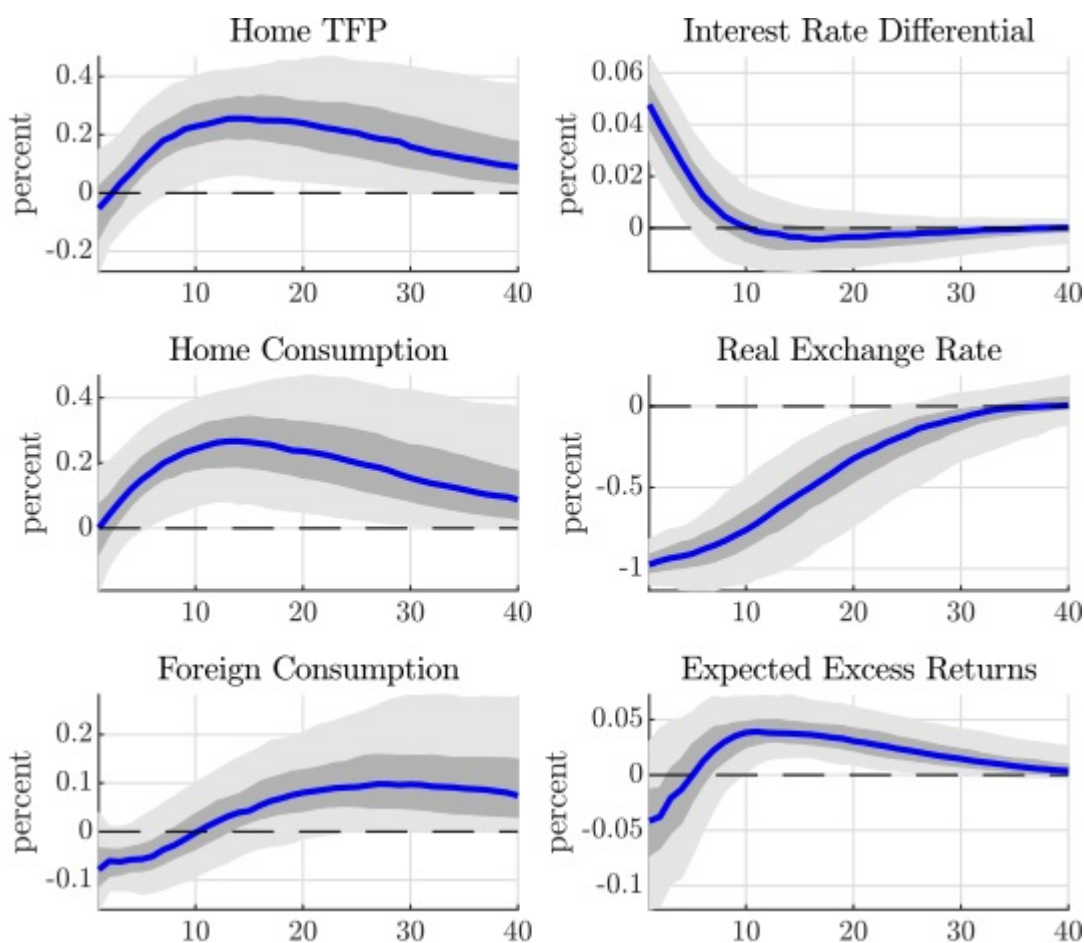 Home TFP
percent
0.4
0.2
0
-0.2
10 20 30 40
Interest Rate Differential
percent
0.06
0.04
0.02
0
10 20 30 40
Home Consumption
percent
0.4
0.2
0
10 20 30 40
Real Exchange Rate
percent
0
-0.5
-1
10 20 30 40
Foreign Consumption
percent
0.2
0.1
0
-0.1
10 20 30 40
Expected Excess Returns
percent
0.05
0
-0.05
-0.1
10 20 30 40